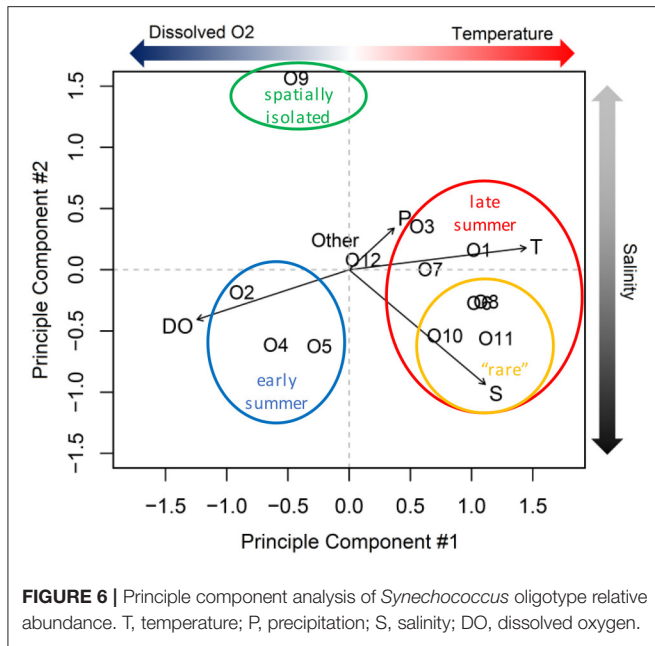 Dissolved O2 Temperature
O9
spatially
isolated
P
O3
late
summer
Other
O1
T
O12
O7
O2
O6
O8
DO
O10
O11
O4
O5
"rare"
early
summer
S
1.5
1.0
0.5
0.0
−0.5
−1.0
−1.5
Principle Component #2
Salinity
−1.5 −1.0 −0.5 0.0 0.5 1.0 1.5
Principle Component #1
FIGURE 6 | Principle component analysis of Synechococcus oligotype relative
abundance. T, temperature; P, precipitation; S, salinity; DO, dissolved oxygen.